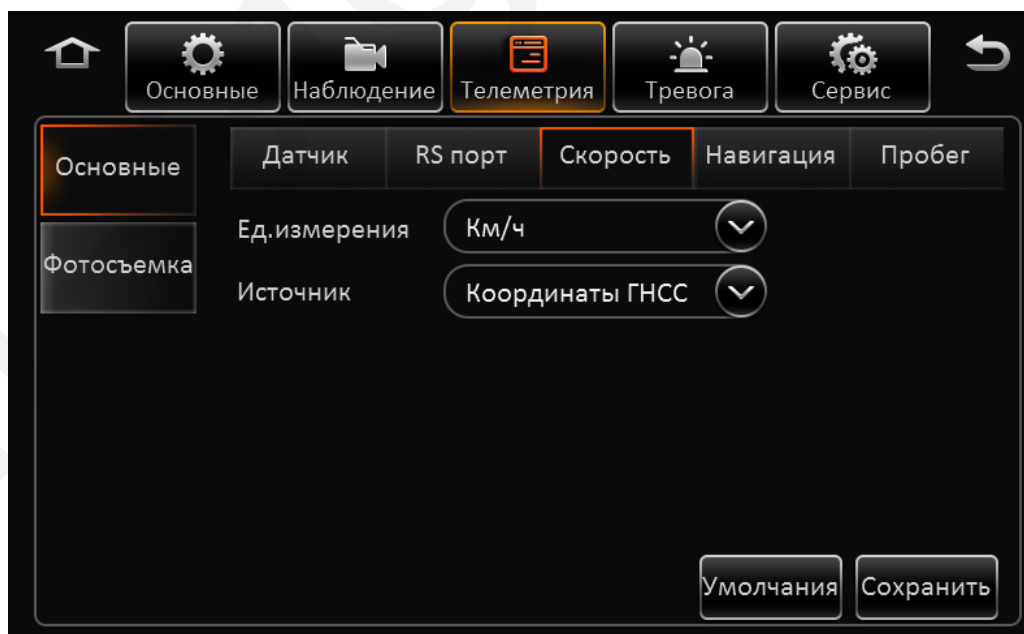 Основные Наблюдение Телеметрия Тревога Сервис
Основные
Фотосъемка
Датчик RS порт Скорость Навигация Пробег
Ед.измерения Км/ч
Источник Координаты ГНСС
Умолчания Сохранить